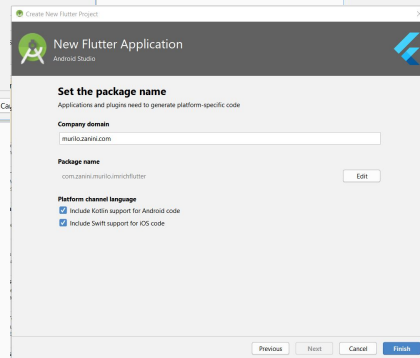 Create New Flutter Project
New Flutter Application
Android Studio
Set the package name
Applications and plugins need to generate platform-specific code
Company domain
murilo.zanini.com
Package name
com.zanini.murilo.imrichflutter
Edit
Platform channel language
Include Kotlin support for Android code
Include Swift support for iOS code
Previous
Next
Cancel
Finish